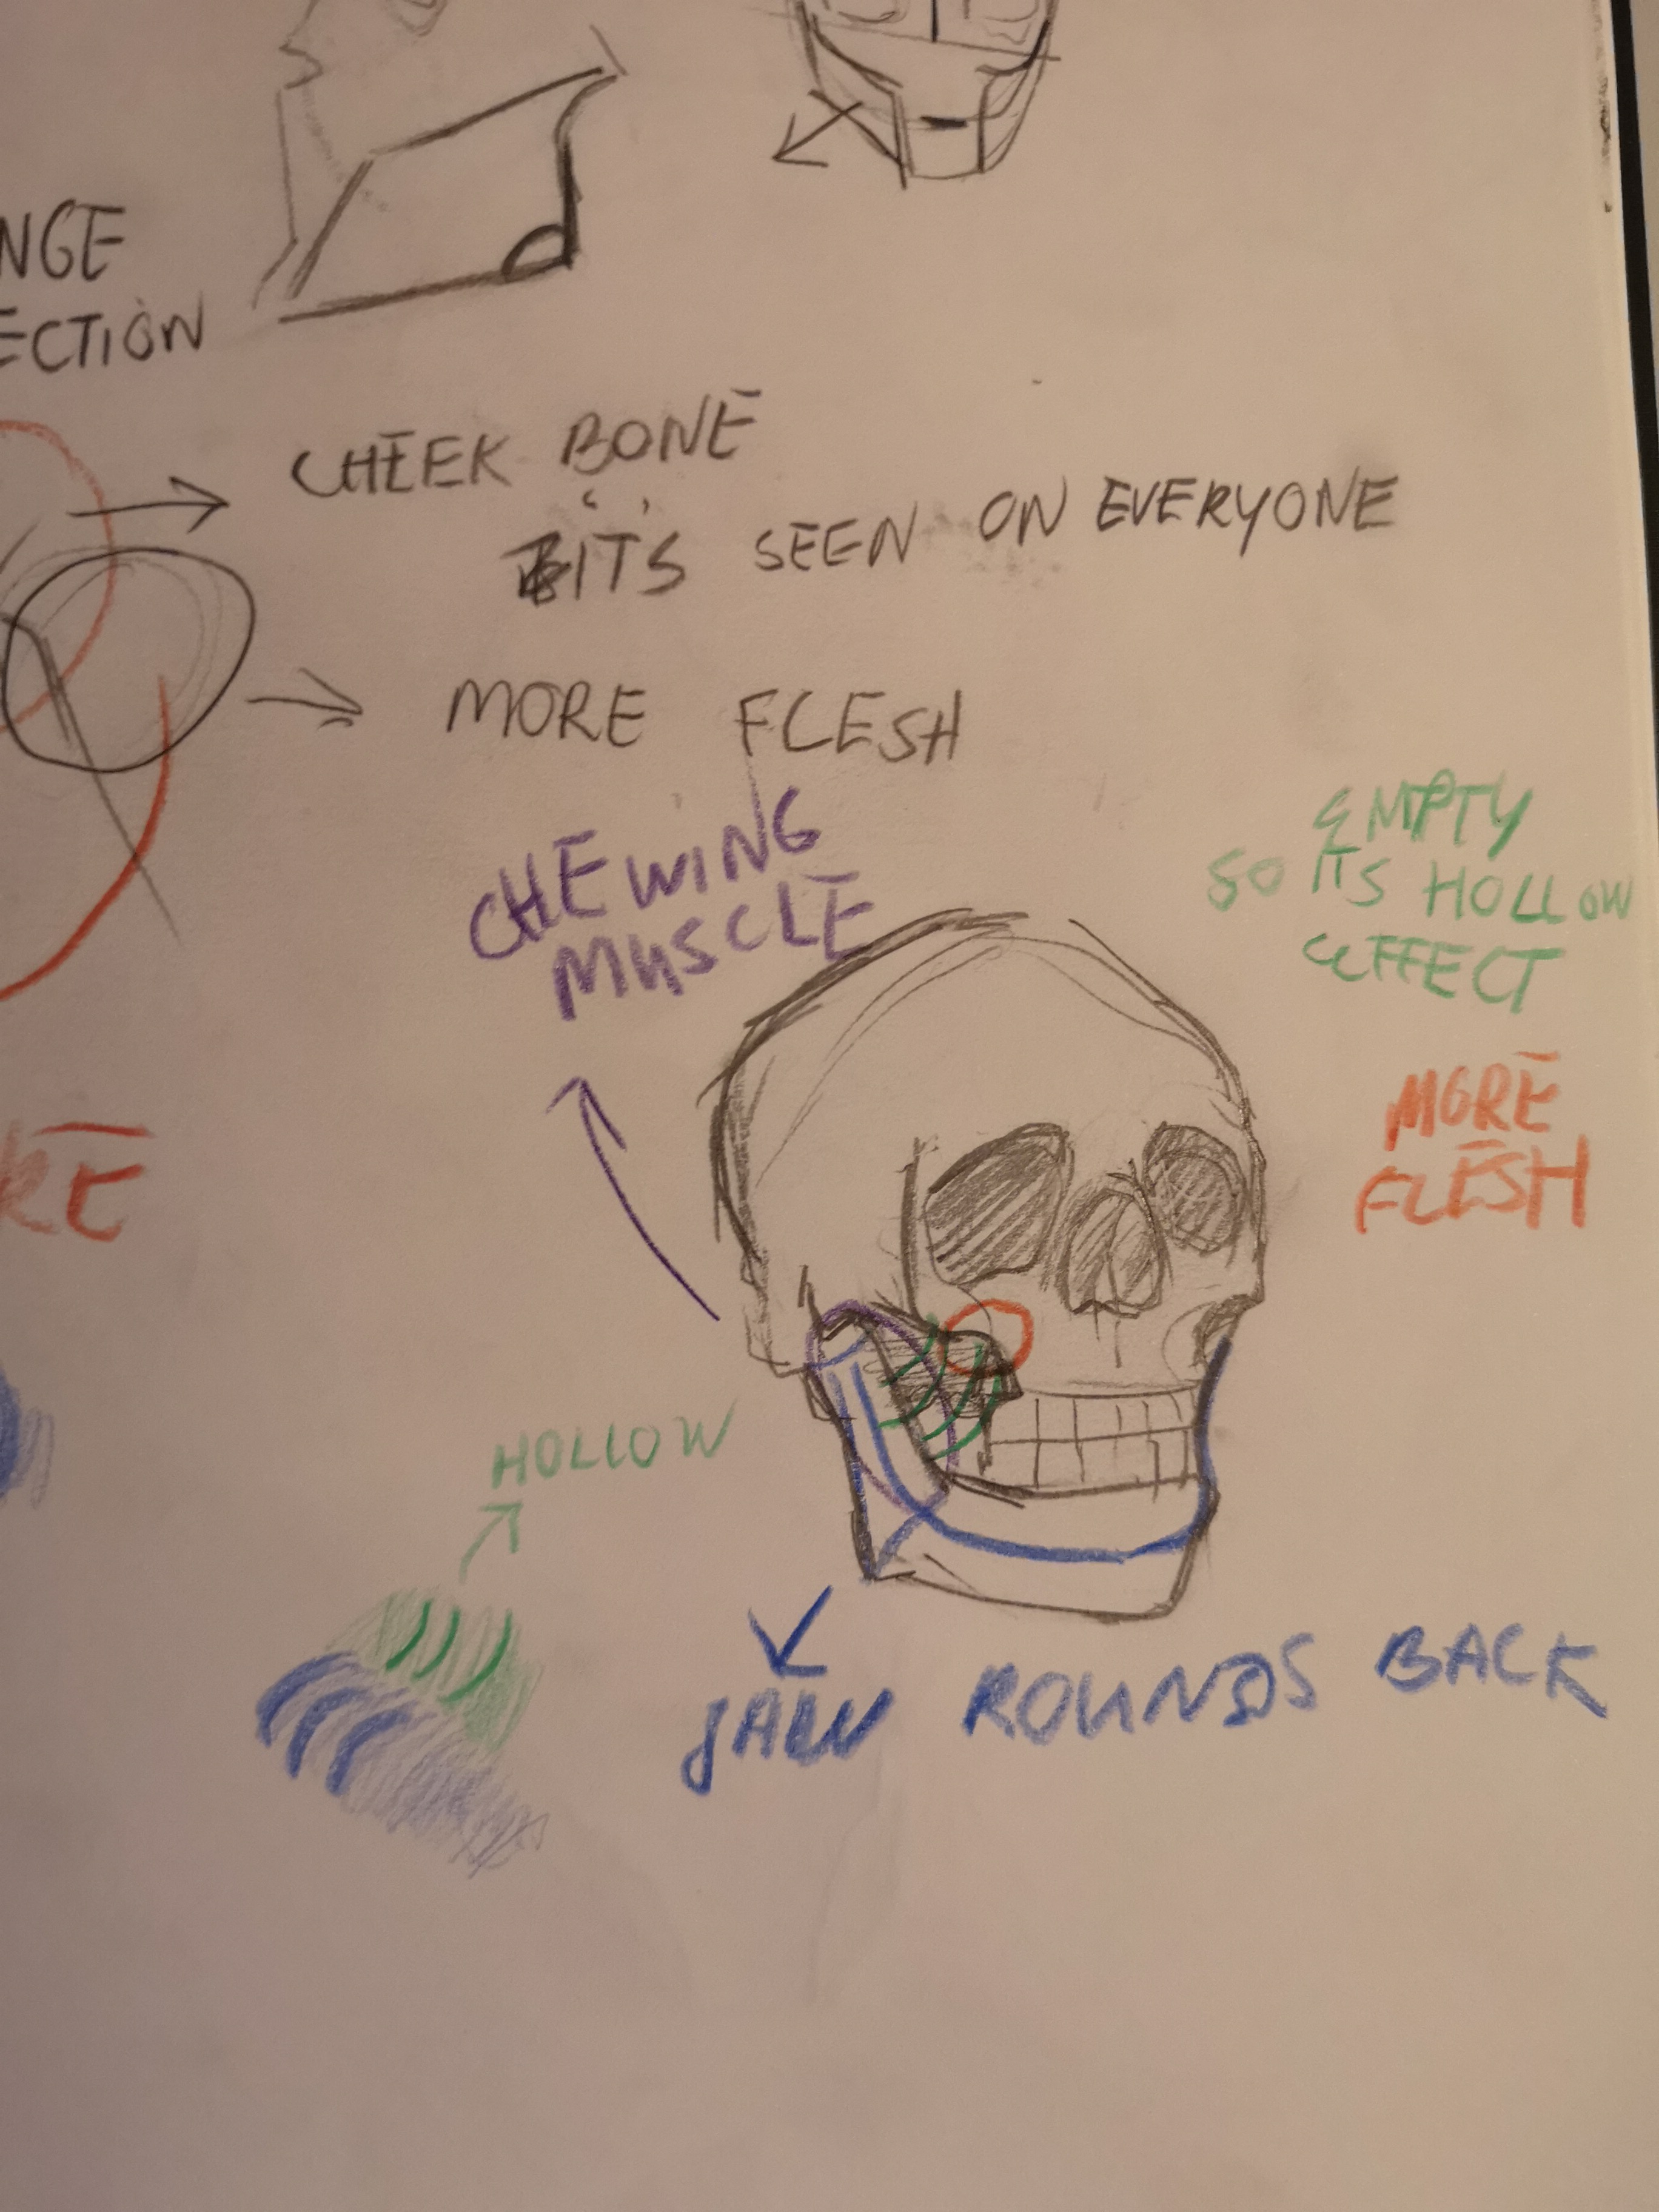 NGE
ECTION
CHEEK BONE
ITS SEEN ON EVERYONE
MORE FLESH
CHEWING
MUSCLE
EMPTY
SO ITS HOLLOW
EFFECT
MORE
FLESH
RE
HOLLOW
JAW ROUNDS BACK